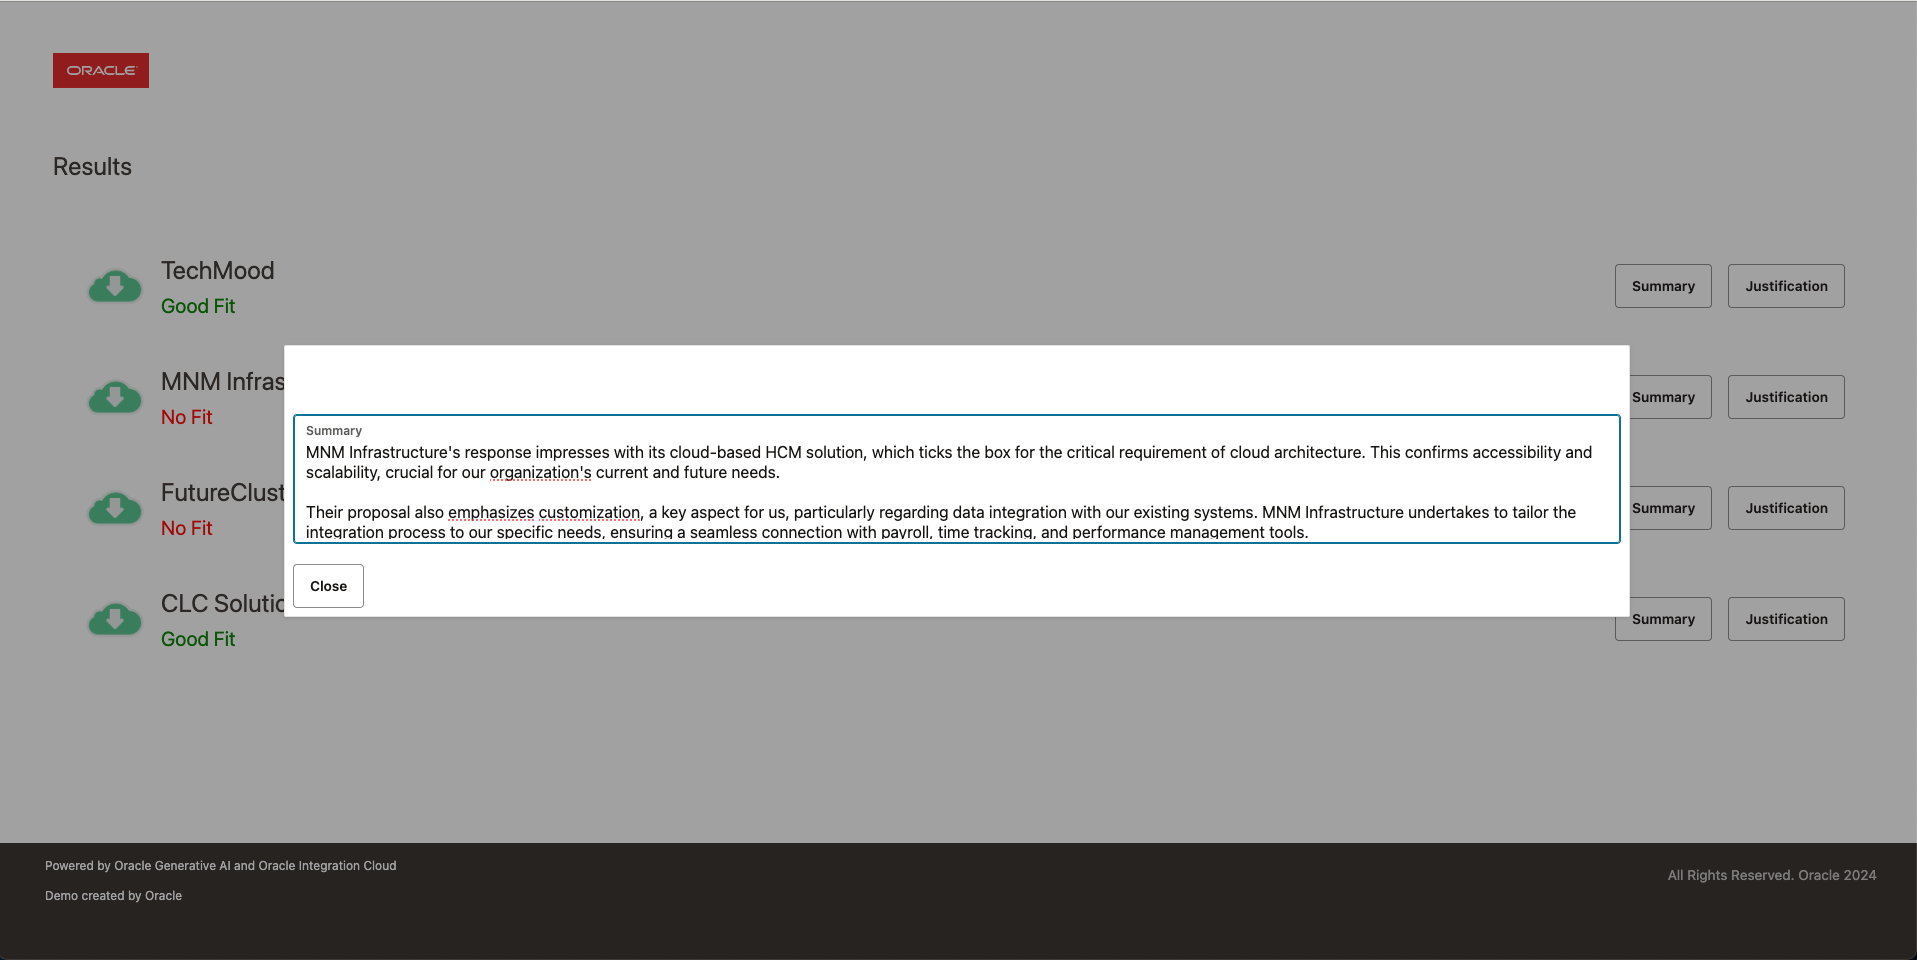 ORACLE
Results
TechMood
Good Fit
Summary
Justification
MNM Infras
No Fit
Summary
Justification
Summary
MNM Infrastructure's response impresses with its cloud-based HCM solution, which ticks the box for the critical requirement of cloud architecture. This confirms accessibility and
scalability, crucial for our organization's current and future needs.
Their proposal also emphasizes customization, a key aspect for us, particularly regarding data integration with our existing systems. MNM Infrastructure undertakes to tailor the
integration process to our specific needs, ensuring a seamless connection with payroll, time tracking, and performance management tools.
Close
FutureClust
No Fit
Summary
Justification
CLC Solutio
Good Fit
Summary
Justification
Powered by Oracle Generative AI and Oracle Integration Cloud
Demo created by Oracle
All Rights Reserved. Oracle 2024